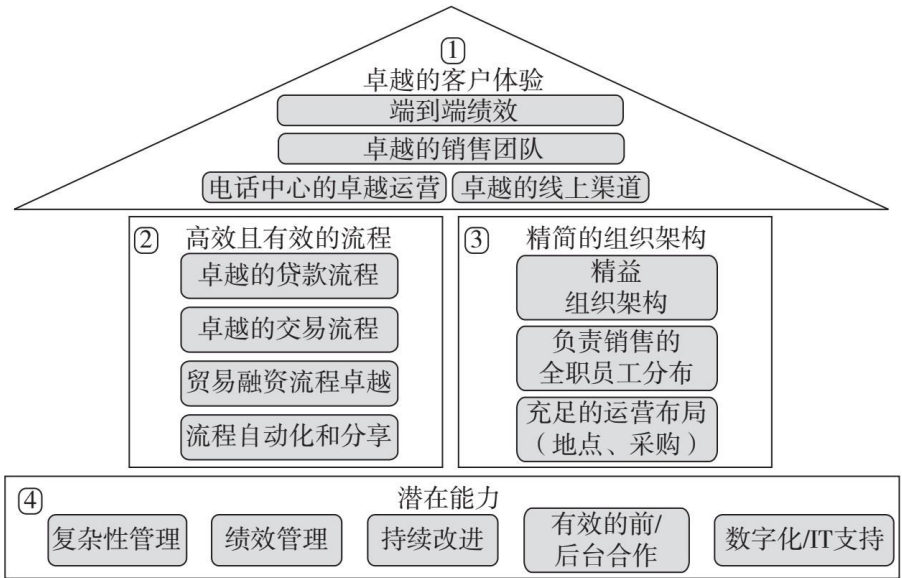 ①
卓越的客户体验
端到端绩效
卓越的销售团队
电话中心的卓越运营 卓越的线上渠道
② 高效且有效的流程
卓越的贷款流程
卓越的交易流程
贸易融资流程卓越
流程自动化和分享
③ 精简的组织架构
精益
组织架构
负责销售的
全职员工分布
充足的运营布局
（地点、采购）
④ 潜在能力
复杂性管理
绩效管理
持续改进
有效的前/
后台合作
数字化/IT支持